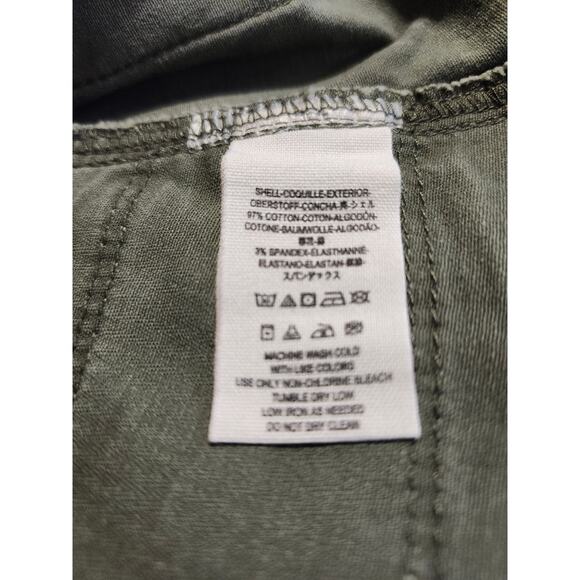 SHELL-COQUILLE-EXTERIOR-
OBERSTOFF-CONCHA-シェル
97% COTTON-COTON-ALGODÓN-
COTONE-BAUMWOLLE-ALGODÃO-
3% SPANDEX-ELASTHANNE-
ELASTANO-ELASTAN-
スパンデックス
MACHINE WASH COLD
WITH LIKE COLORS
USE ONLY NON-CHLORINE BLEACH
TUMBLE DRY LOW
LOW IRON AS NEEDED
DO NOT DRY CLEAN